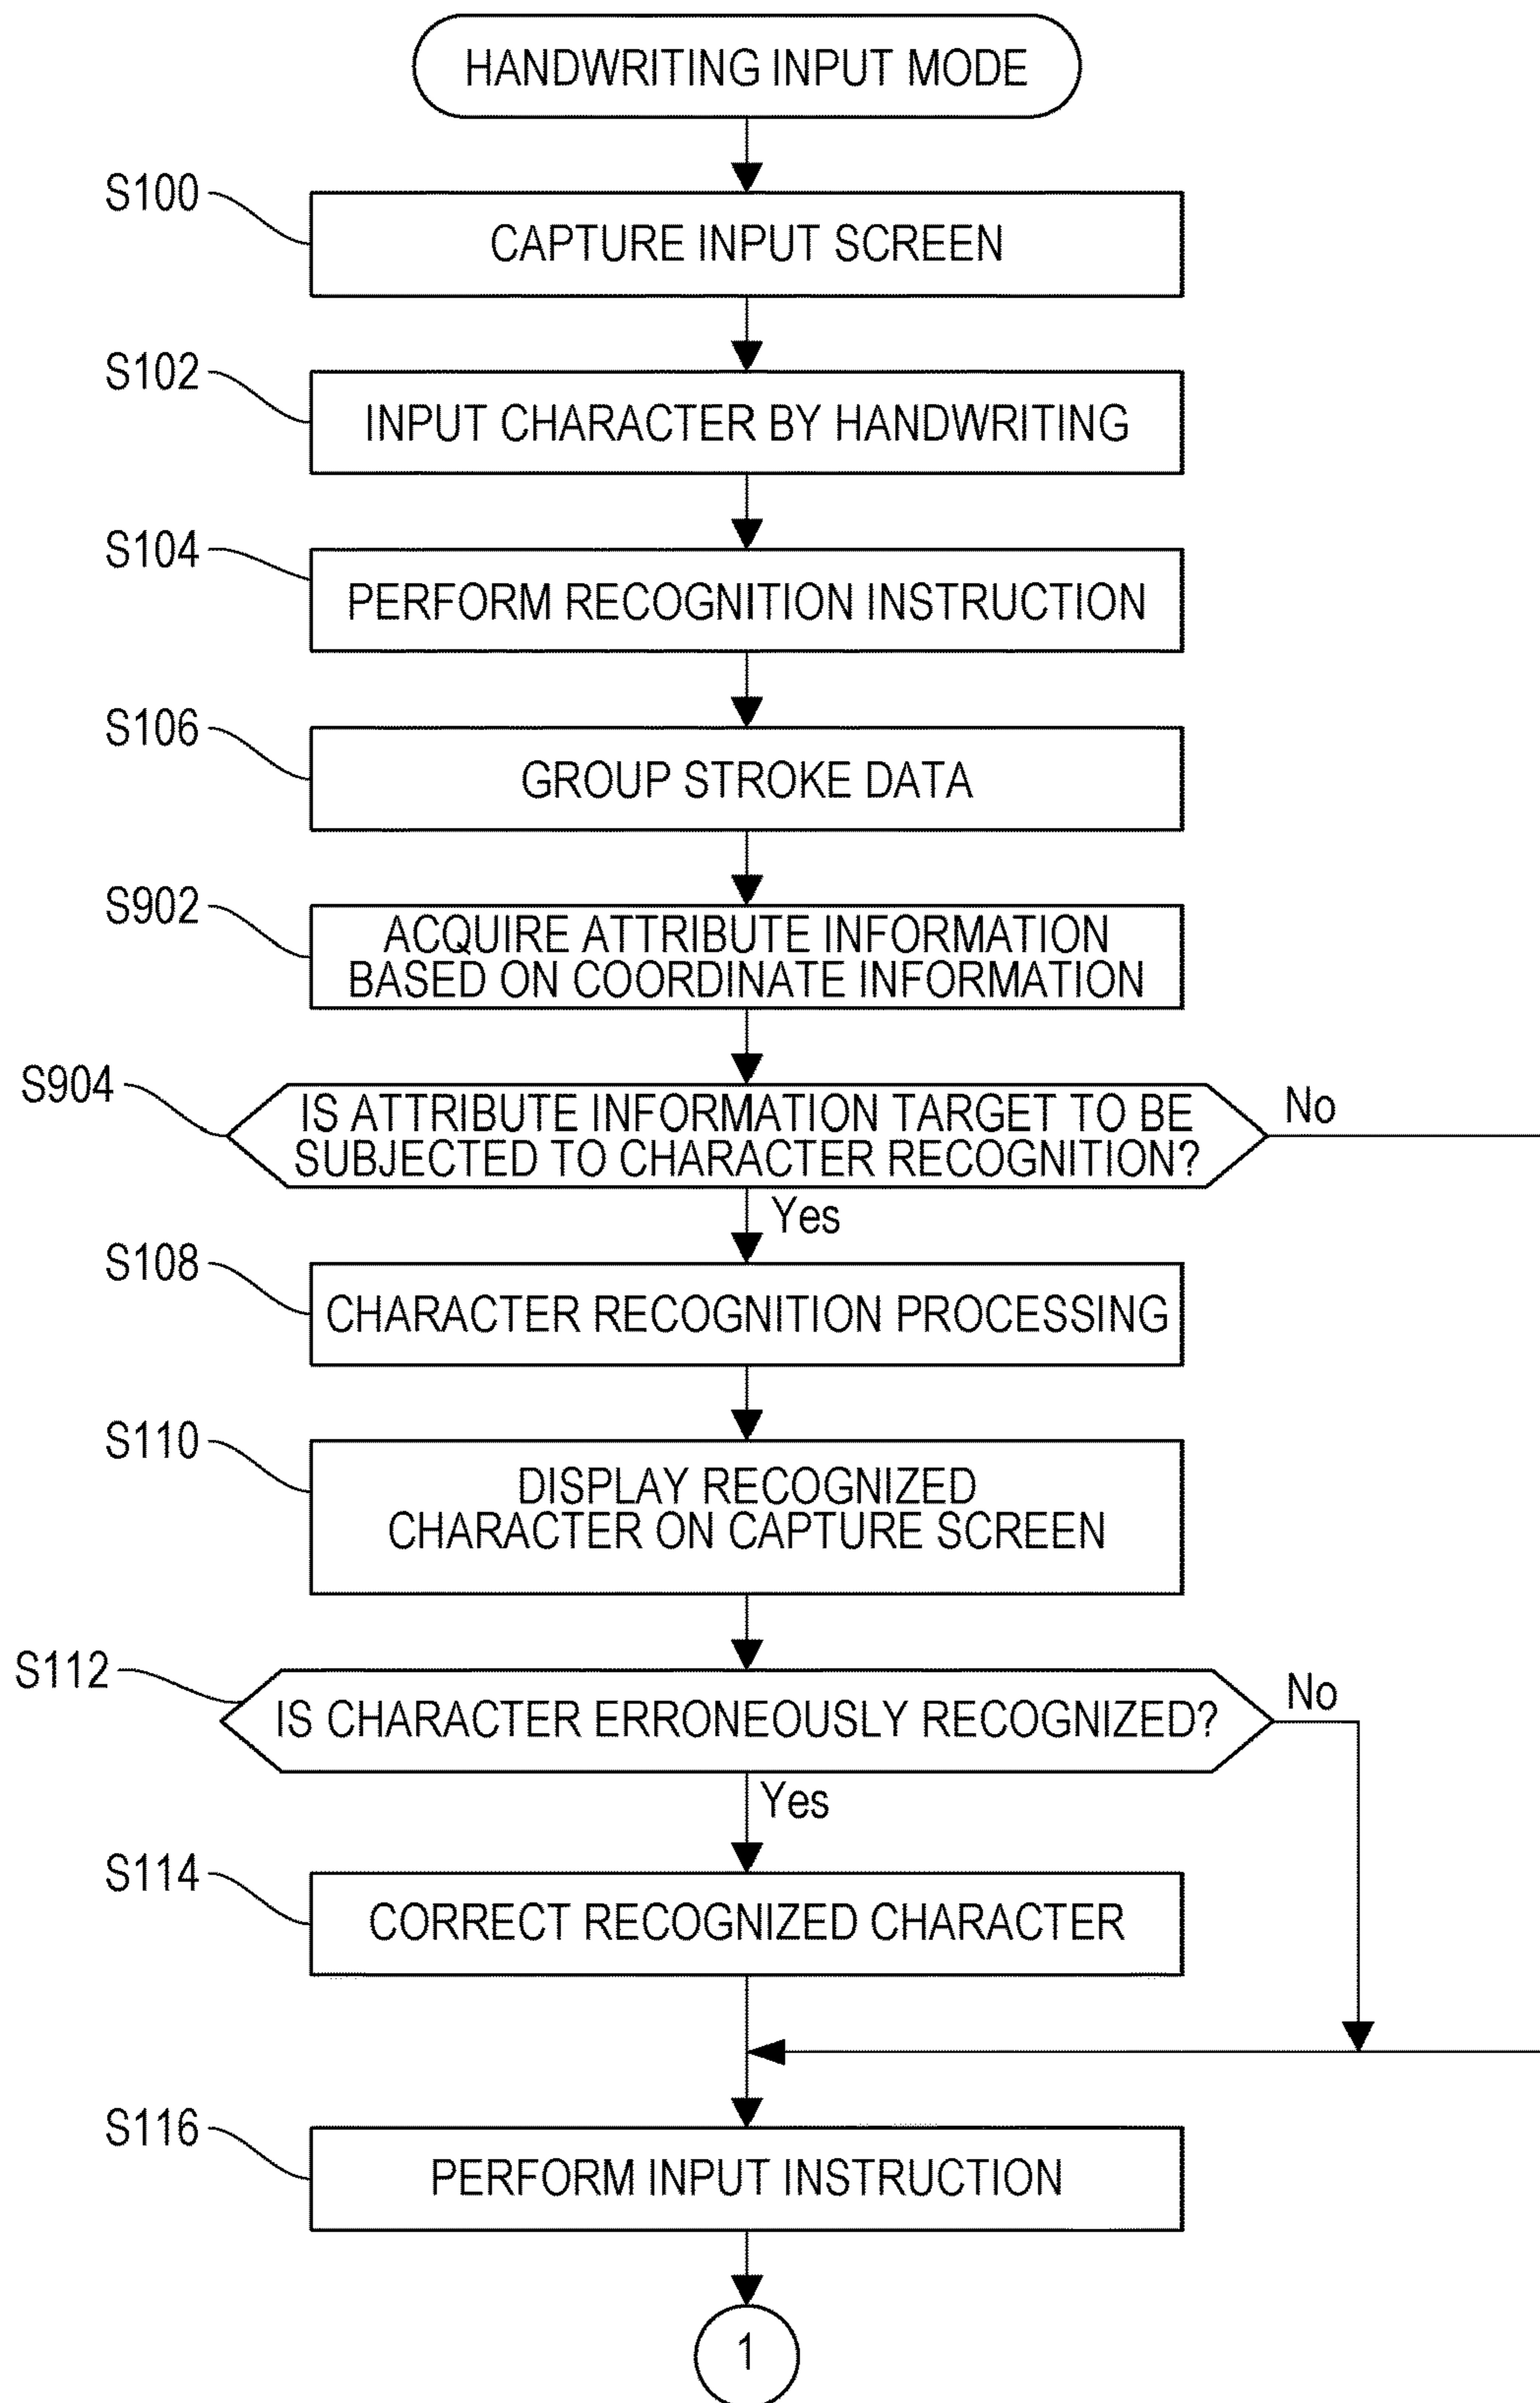 HANDWRITING INPUT MODE
S100
CAPTURE INPUT SCREEN
S102
INPUT CHARACTER BY HANDWRITING
S104
PERFORM RECOGNITION INSTRUCTION
S106
GROUP STROKE DATA
S902
ACQUIRE ATTRIBUTE INFORMATION
BASED ON COORDINATE INFORMATION
S904
IS ATTRIBUTE INFORMATION TARGET TO BE
SUBJECTED TO CHARACTER RECOGNITION?
No
Yes
S108
CHARACTER RECOGNITION PROCESSING
S110
DISPLAY RECOGNIZED
CHARACTER ON CAPTURE SCREEN
S112
IS CHARACTER ERRONEOUSLY RECOGNIZED?
No
Yes
S114
CORRECT RECOGNIZED CHARACTER
S116
PERFORM INPUT INSTRUCTION
1